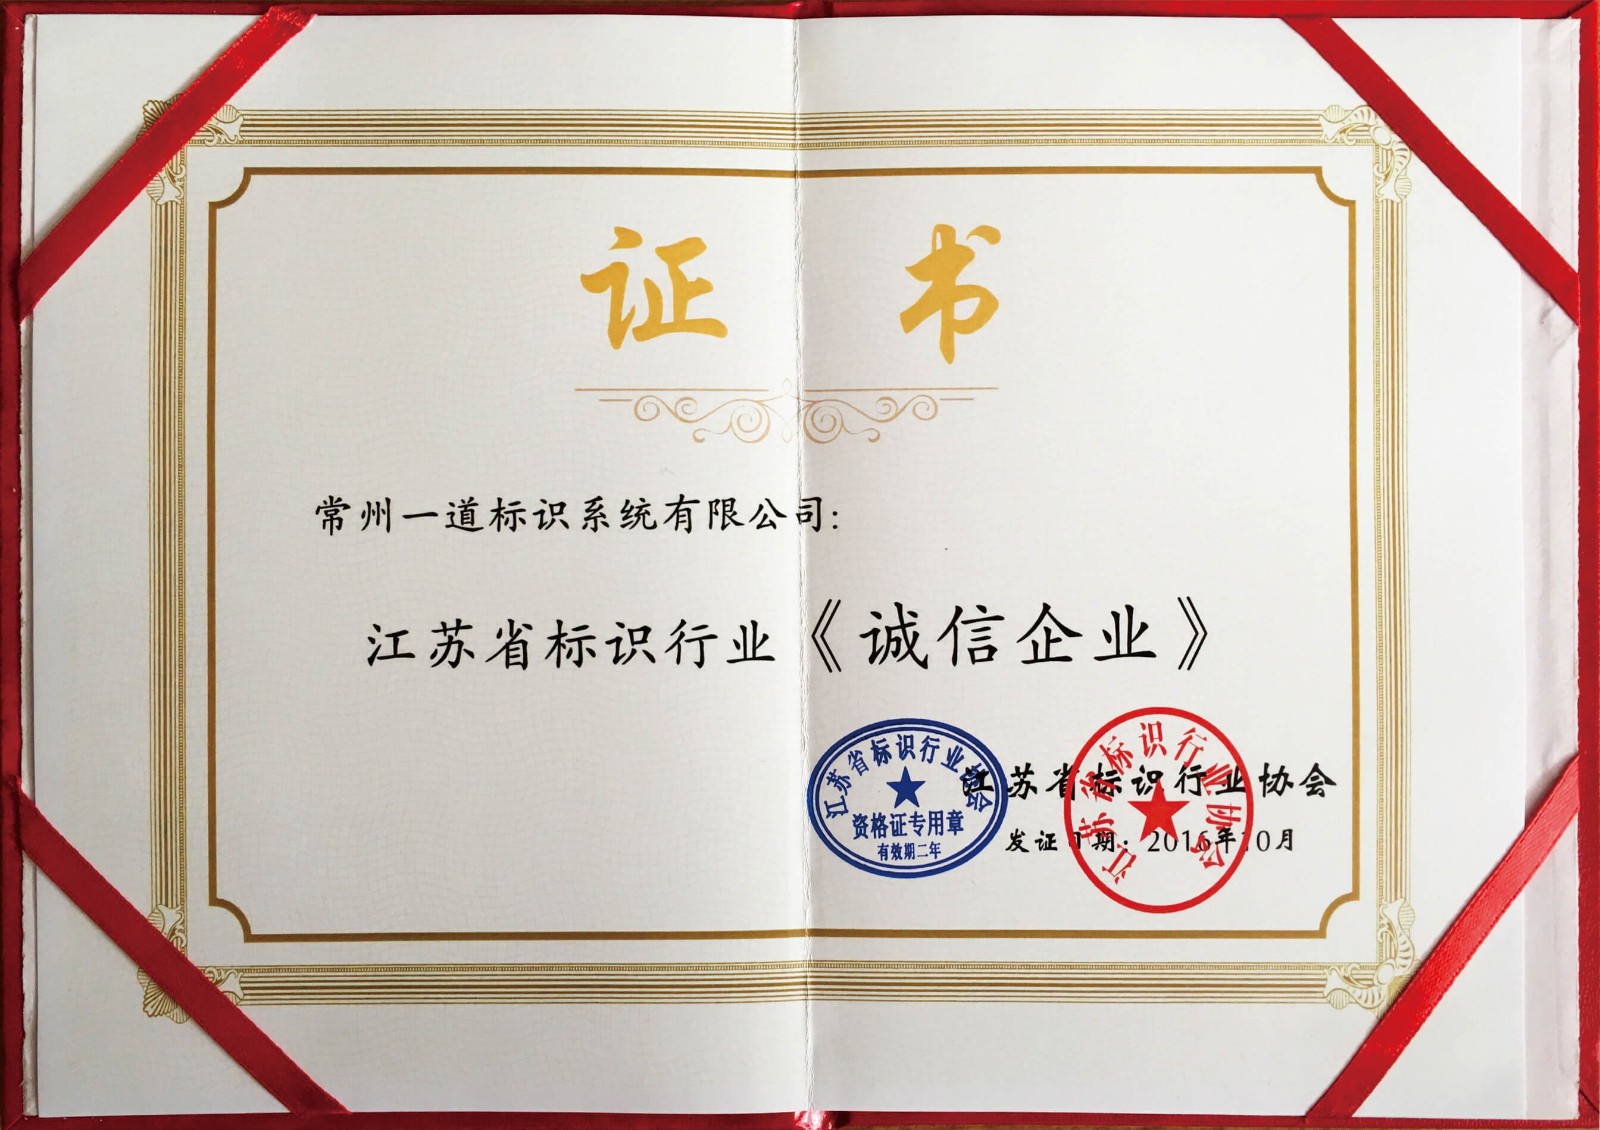 证书
常州一道标识系统有限公司:
江苏省标识行业《诚信企业》
江苏省标识行业协会
资格证专用章
有效期二年
江苏省标识行业协会
发证日期：2016年10月
江苏省标识行业协会